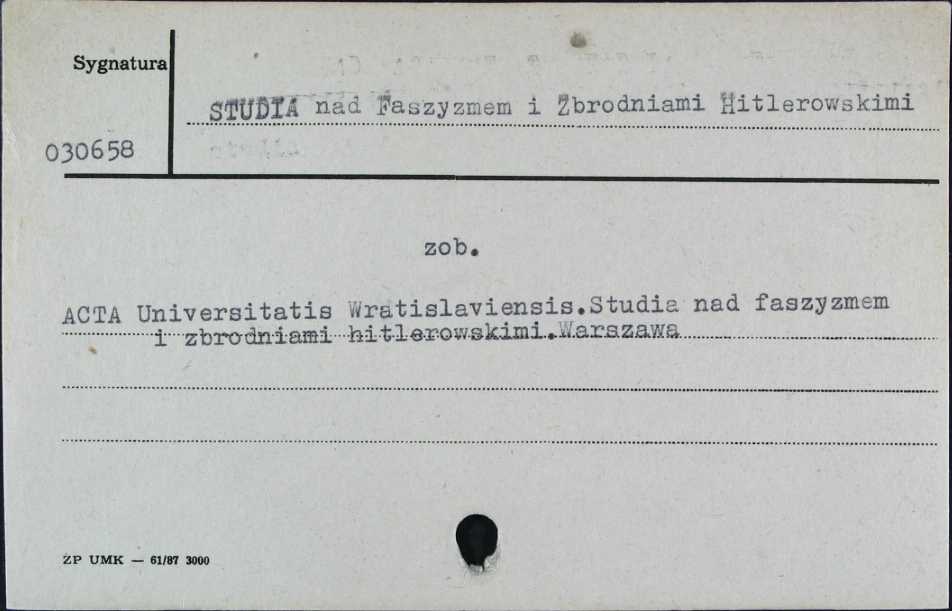 Sygnatura
STUDIA nad Faszyzmem i Zbrodniami Hitlerowskimi
030658
zob.
ACTA Universitatis Wratislaviensis.Studia nad faszyzmem
i zbrodniami hitlerowskimi.Warszawa
ZP UMK — 61/87 3000